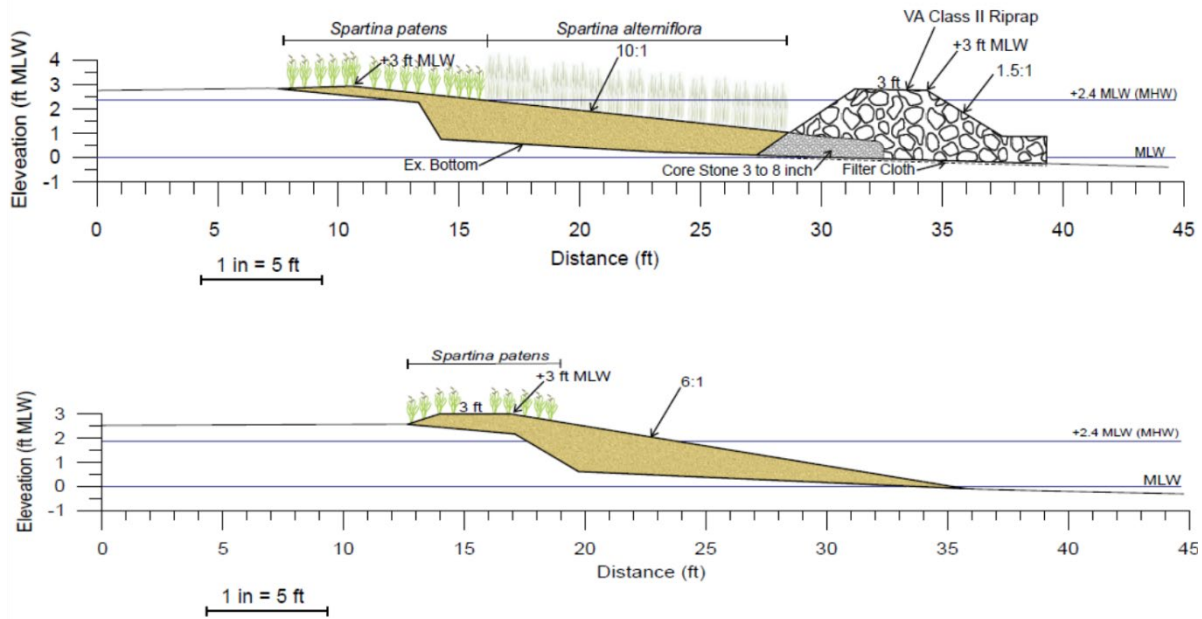 VA Class II Riprap
Spartina patens
Spartina alterniflora
+3 ft MLW
10:1
+3 ft MLW
3 ft
1.5:1
+2.4 MLW (MHW)
MLW
Ex. Bottom
Core Stone 3 to 8 inch
Filter Cloth
Eleveation (ft MLW)
4
3
2
1
0
-1
0 5 10 15 20 25 30 35 40 45
Distance (ft)
1 in = 5 ft
Spartina patens
+3 ft MLW
3 ft
6:1
+2.4 MLW (MHW)
MLW
Eleveation (ft MLW)
3
2
1
0
-1
0 5 10 15 20 25 30 35 40 45
Distance (ft)
1 in = 5 ft